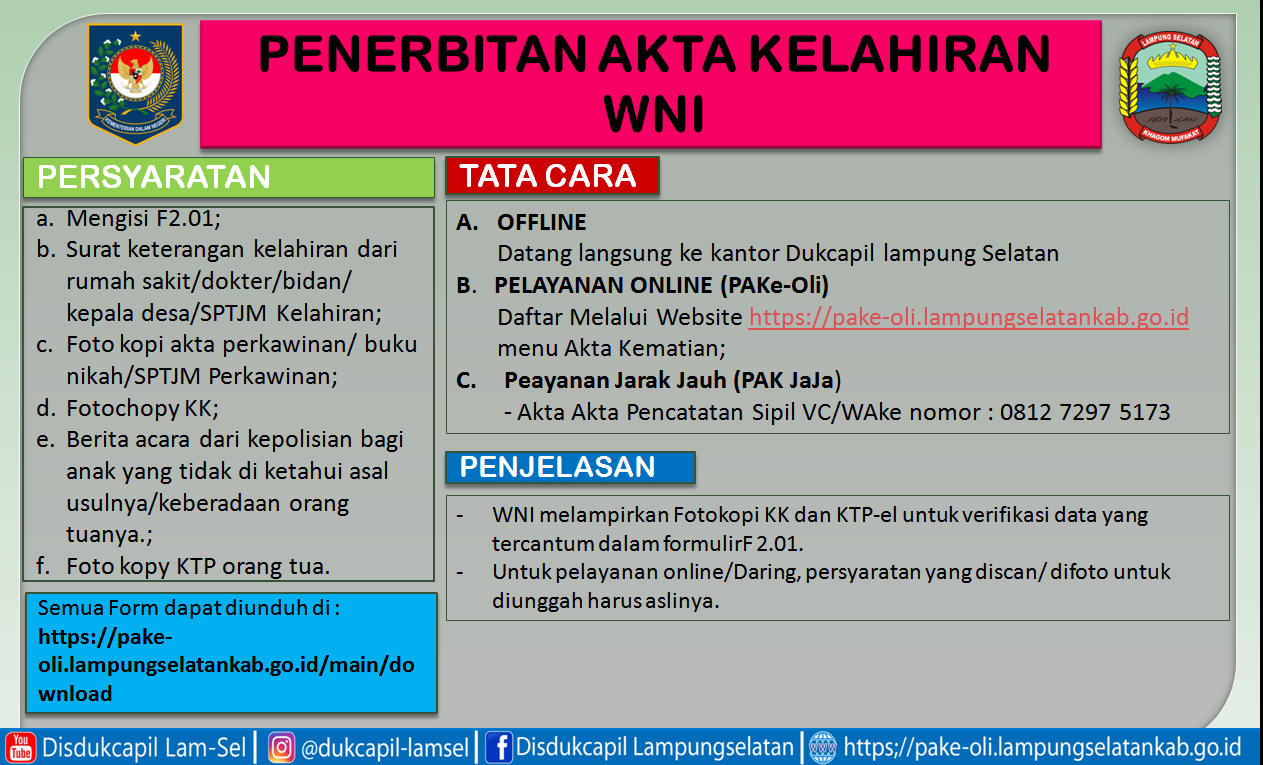 PENERBITAN AKTA KELAHIRAN
WNI
KEMENTERIAN DALAM NEGERI
LAMPUNG SELATAN
KHAGOM MUFAKAT
PERSYARATAN
a. Mengisi F2.01;
b. Surat keterangan kelahiran dari
rumah sakit/dokter/bidan/
kepala desa/SPTJM Kelahiran;
c. Foto kopi akta perkawinan/ buku
nikah/SPTJM Perkawinan;
d. Fotochopy KK;
e. Berita acara dari kepolisian bagi
anak yang tidak di ketahui asal
usulnya/keberadaan orang
tuanya.;
f. Foto kopy KTP orang tua.
Semua Form dapat diunduh di :
https://pake-
oli.lampungselatankab.go.id/main/do
wnload
TATA CARA
A. OFFLINE
Datang langsung ke kantor Dukcapil lampung Selatan
B. PELAYANAN ONLINE (PAKe-Oli)
Daftar Melalui Website https://pake-oli.lampungselatankab.go.id
menu Akta Kematian;
C. Peayanan Jarak Jauh (PAK JaJa)
- Akta Akta Pencatatan Sipil VC/WAke nomor : 0812 7297 5173
PENJELASAN
- WNI melampirkan Fotokopi KK dan KTP-el untuk verifikasi data yang
tercantum dalam formulirF 2.01.
- Untuk pelayanan online/Daring, persyaratan yang discan/ difoto untuk
diunggah harus aslinya.
You Tube Disdukcapil Lam-Sel | @dukcapil-lamsel | f Disdukcapil Lampungselatan | https;/pake-oli.lampungselatankab.go.id